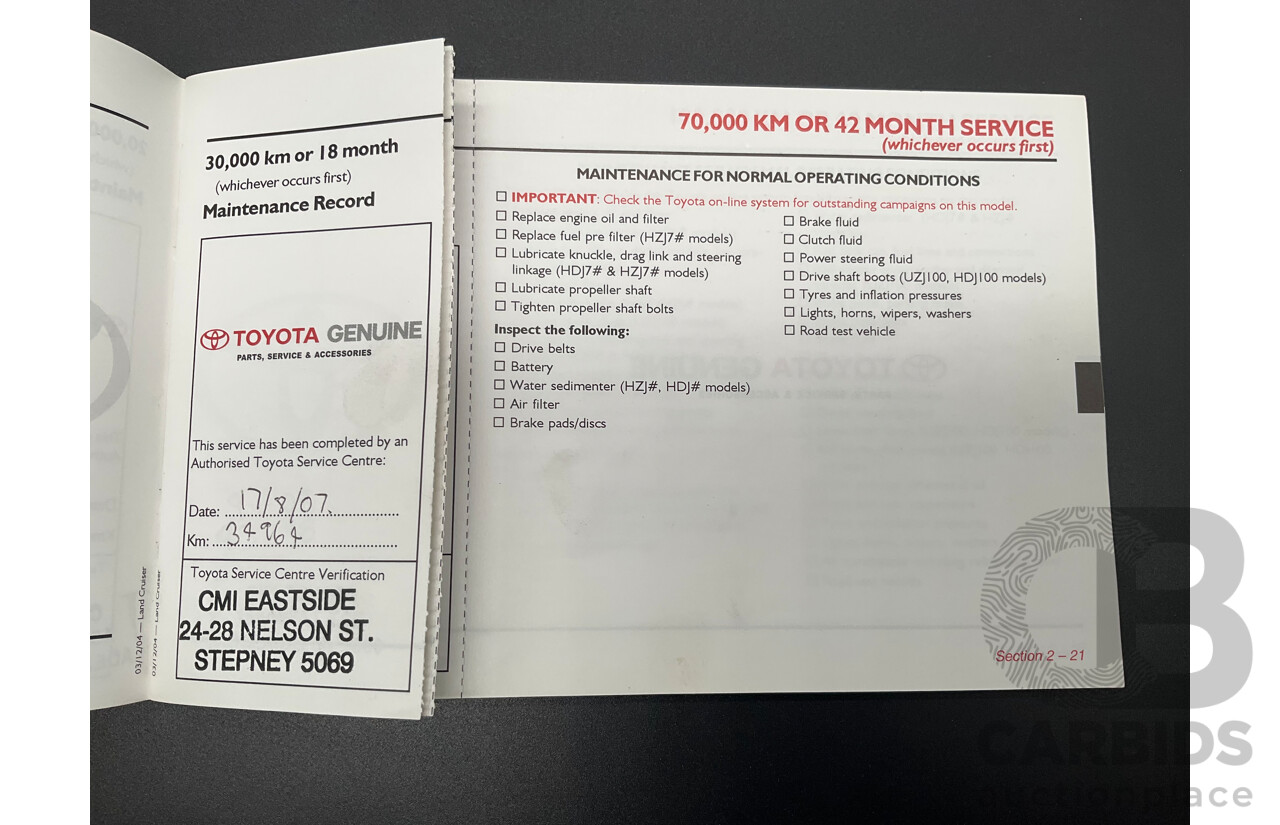 30,000 km or 18 month
(whichever occurs first)
Maintenance Record
TOYOTA GENUINE
PARTS, SERVICE & ACCESSORIES
This service has been completed by an
Authorised Toyota Service Centre:
Date: 17/8/07
Km: 34964
Toyota Service Centre Verification
CMI EASTSIDE
24-28 NELSON ST.
STEPNEY 5069
03/12/04 — Land Cruiser
03/12/04 — Land Cruiser
70,000 KM OR 42 MONTH SERVICE
(whichever occurs first)
MAINTENANCE FOR NORMAL OPERATING CONDITIONS
IMPORTANT: Check the Toyota on-line system for outstanding campaigns on this model.
Replace engine oil and filter
Replace fuel pre filter (HZJ7# models)
Lubricate knuckle, drag link and steering
linkage (HDJ7# & HZJ7# models)
Lubricate propeller shaft
Tighten propeller shaft bolts
Inspect the following:
Drive belts
Battery
Water sedimenter (HZJ#, HDJ# models)
Air filter
Brake pads/discs
Brake fluid
Clutch fluid
Power steering fluid
Drive shaft boots (UZJ100, HDJ100 models)
Tyres and inflation pressures
Lights, horns, wipers, washers
Road test vehicle
Section 2 – 21
CARBIDS
auctionplace